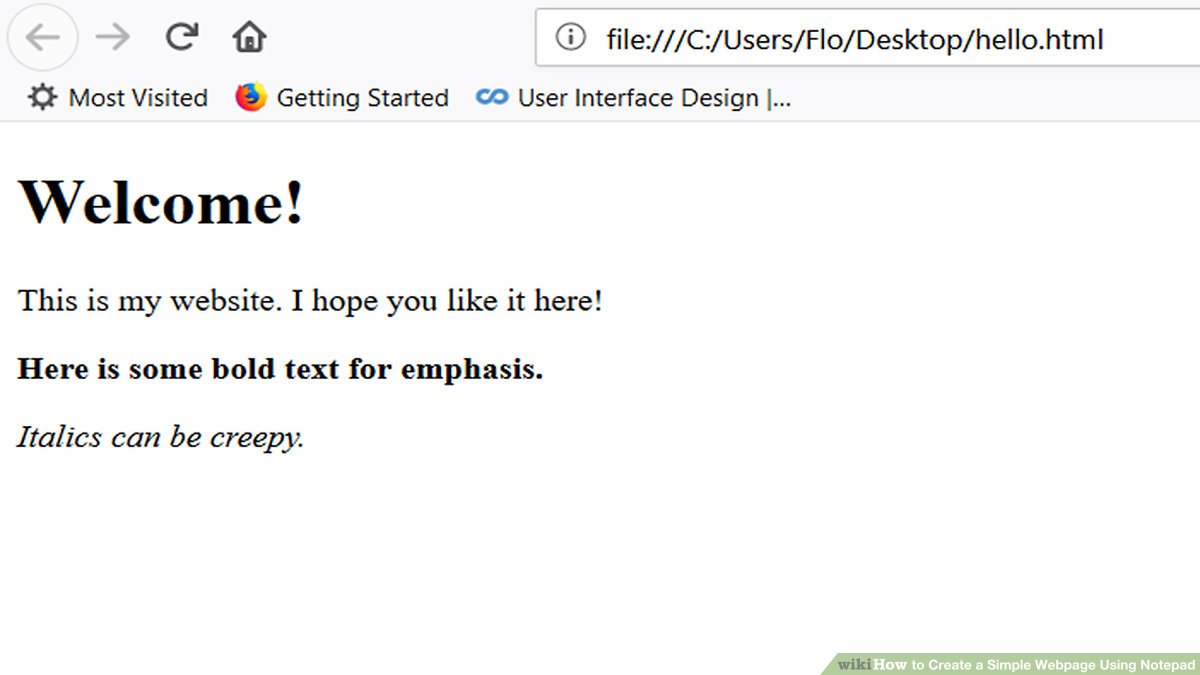 file:///C:/Users/Flo/Desktop/hello.html
Most Visited Getting Started User Interface Design |...
Welcome!
This is my website. I hope you like it here!
Here is some bold text for emphasis.
Italics can be creepy.
wikiHow to Create a Simple Webpage Using Notepad